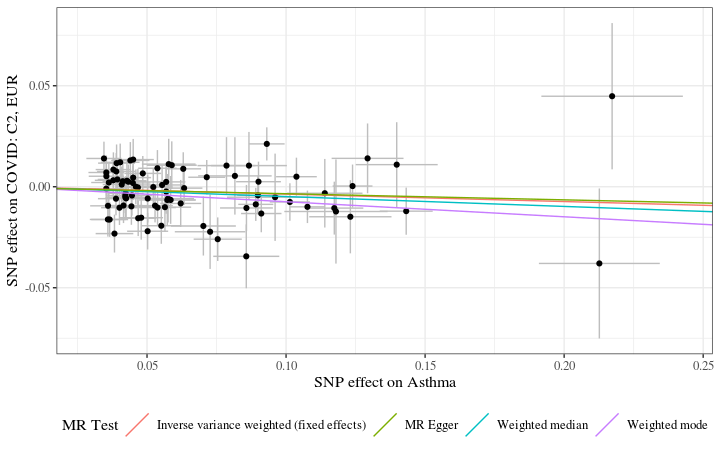 SNP effect on COVID: C2, EUR
0.05
0.00
-0.05
0.05
0.10
0.15
0.20
0.25
SNP effect on Asthma
MR Test
Inverse variance weighted (fixed effects)
MR Egger
Weighted median
Weighted mode